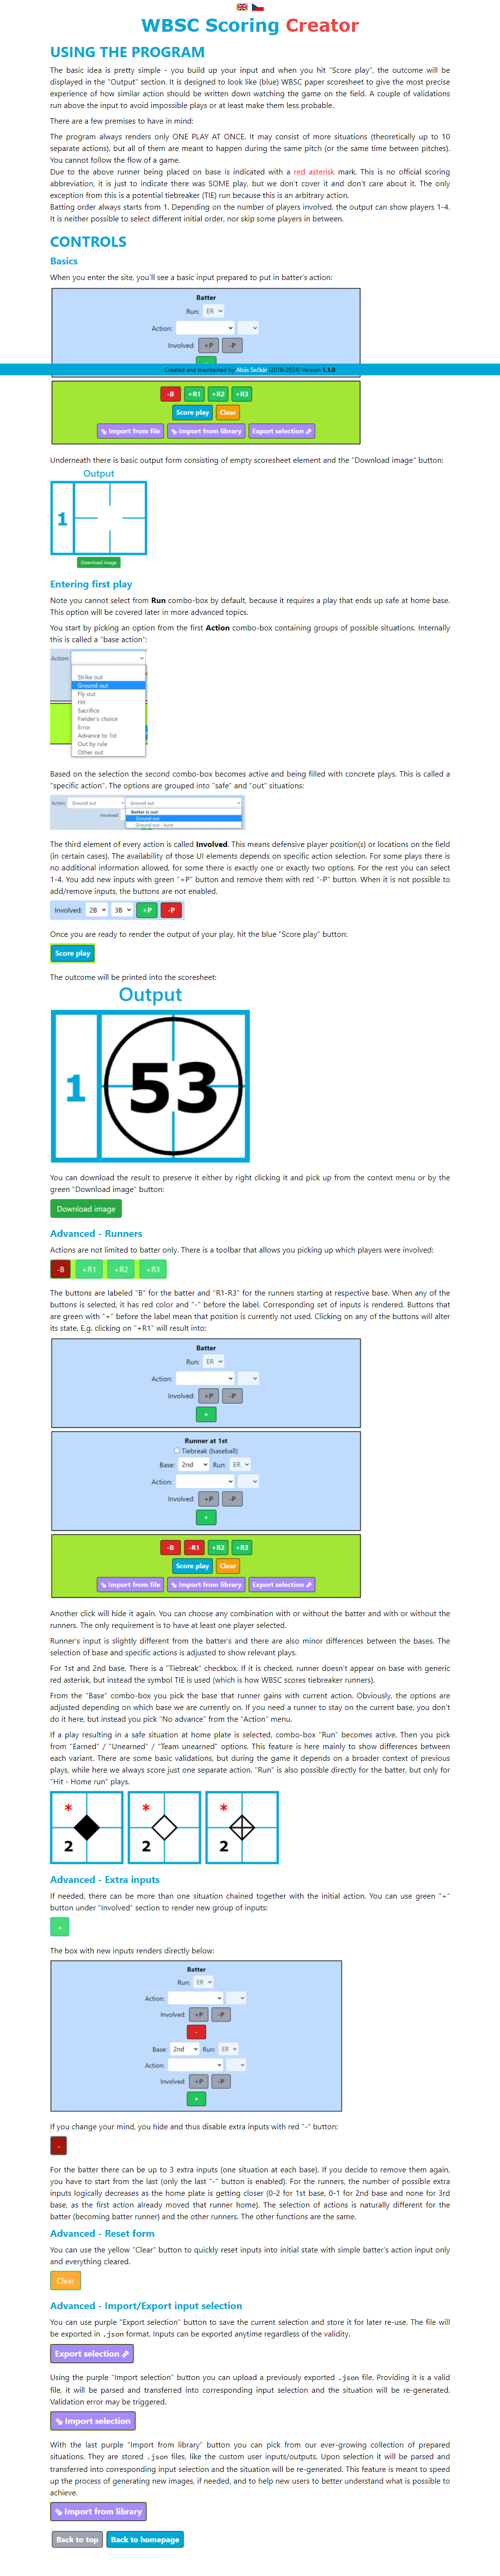 WBSC Scoring Creator
USING THE PROGRAM
The basic idea is pretty simple - you build up your input and when you hit "Score play", the outcome will be
displayed in the "Output" section. It is designed to look like (blue) WBSC paper scoresheet to give the most precise
experience of how similar action should be written down watching the game on the field. A couple of validations
run above the input to avoid impossible plays or at least make them less probable.
There are a few premises to have in mind:
The program always renders only ONE PLAY AT ONCE. It may consist of more situations (theoretically up to 10
separate actions), but all of them are meant to happen during the same pitch (or the same time between pitches).
You cannot follow the flow of a game.
Due to the above runner being placed on base is indicated with a red asterisk mark. This is no official scoring
abbreviation, it is just to indicate there was SOME play, but we don't cover it and don't care about it. The only
exception from this is a potential tiebreaker (TIE) run because this is an arbitrary action.
Batting order always starts from 1. Depending on the number of players involved, the output can show players 1-4.
It is neither possible to select different initial order, nor skip some players in between.
CONTROLS
Basics
When you enter the site, you'll see a basic input prepared to put in batter's action:
Batter
Run: ER
Action:
Involved: +P -P
Created and maintained by Alois Sečkár (2019-2024) Version 1.1.0
-B +R1 +R2 +R3
Score play Clear
Import from file Import from library Export selection
Underneath there is basic output form consisting of empty scoresheet element and the "Download image" button:
Output
1
Download image
Entering first play
Note you cannot select from Run combo-box by default, because it requires a play that ends up safe at home base.
This option will be covered later in more advanced topics.
You start by picking an option from the first Action combo-box containing groups of possible situations. Internally
this is called a "base action":
Action:
Strike out
Ground out
Fly out
Hit
Sacrifice
Fielder's choice
Error
Advance to 1st
Out by rule
Other out
Based on the selection the second combo-box becomes active and being filled with concrete plays. This is called a
"specific action". The options are grouped into "safe" and "out" situations:
Action: Ground out Ground out
Batter is out
Involved: Ground out
Ground out - bunt
The third element of every action is called Involved. This means defensive player position(s) or locations on the field
(in certain cases). The availability of those UI elements depends on specific action selection. For some plays there is
no additional information allowed, for some there is exactly one or exactly two options. For the rest you can select
1-4. You add new inputs with green "+P" button and remove them with red "-P" button. When it is not possible to
add/remove inputs, the buttons are not enabled.
Involved: 2B 3B +P -P
Once you are ready to render the output of your play, hit the blue "Score play" button:
Score play
The outcome will be printed into the scoresheet:
Output
1 53
You can download the result to preserve it either by right clicking it and pick up from the context menu or by the
green "Download image" button:
Download image
Advanced - Runners
Actions are not limited to batter only. There is a toolbar that allows you picking up which players were involved:
-B +R1 +R2 +R3
The buttons are labeled "B" for the batter and "R1-R3" for the runners starting at respective base. When any of the
buttons is selected, it has red color and "-" before the label. Corresponding set of inputs is rendered. Buttons that
are green with "+" before the label mean that position is currently not used. Clicking on any of the buttons will alter
its state. E.g. clicking on "+R1" will result into:
Batter
Run: ER
Action:
Involved: +P -P
+
Runner at 1st
Tiebreak (baseball)
Base: 2nd Run: ER
Action:
Involved: +P -P
+
-B -R1 +R2 +R3
Score play Clear
Import from file Import from library Export selection
Another click will hide it again. You can choose any combination with or without the batter and with or without the
runners. The only requirement is to have at least one player selected.
Runner's input is slightly different from the batter's and there are also minor differences between the bases. The
selection of base and specific actions is adjusted to show relevant plays.
For 1st and 2nd base. There is a "Tiebreak" checkbox. If it is checked, runner doesn't appear on base with generic
red asterisk, but instead the symbol TIE is used (which is how WBSC scores tiebreaker runners).
From the "Base" combo-box you pick the base that runner gains with current action. Obviously, the options are
adjusted depending on which base we are currently on. If you need a runner to stay on the current base, you don't
do it here, but instead you pick "No advance" from the "Action" menu.
If a play resulting in a safe situation at home plate is selected, combo-box "Run" becomes active. Then you pick
from "Earned" / "Unearned" / "Team unearned" options. This feature is here mainly to show differences between
each variant. There are some basic validations, but during the game it depends on a broader context of previous
plays, while here we always score just one separate action. "Run" is also possible directly for the batter, but only for
"Hit - Home run" plays.
* * *
2 2 2
Advanced - Extra inputs
If needed, there can be more than one situation chained together with the initial action. You can use green "+"
button under "Involved" section to render new group of inputs:
+
The box with new inputs renders directly below:
Batter
Run: ER
Action:
Involved: +P -P
-
Base: 2nd Run: ER
Action:
Involved: +P -P
+
If you change your mind, you hide and thus disable extra inputs with red "-" button:
-
For the batter there can be up to 3 extra inputs (one situation at each base). If you decide to remove them again,
you have to start from the last (only the last "-" button is enabled). For the runners, the number of possible extra
inputs logically decreases as the home plate is getting closer (0-2 for 1st base, 0-1 for 2nd base and none for 3rd
base, as the first action already moved that runner home). The selection of actions is naturally different for the
batter (becoming batter runner) and the other runners. The other functions are the same.
Advanced - Reset form
You can use the yellow "Clear" button to quickly reset inputs into initial state with simple batter's action input only
and everything cleared.
Clear
Advanced - Import/Export input selection
You can use purple "Export selection" button to save the current selection and store it for later re-use. The file will
be exported in .json format. Inputs can be exported anytime regardless of the validity.
Export selection
Using the purple "Import selection" button you can upload a previously exported .json file. Providing it is a valid
file, it will be parsed and transferred into corresponding input selection and the situation will be re-generated.
Validation error may be triggered.
Import selection
With the last purple "Import from library" button you can pick from our ever-growing collection of prepared
situations. They are stored .json files, like the custom user inputs/outputs. Upon selection it will be parsed and
transferred into corresponding input selection and the situation will be re-generated. This feature is meant to speed
up the process of generating new images, if needed, and to help new users to better understand what is possible to
achieve.
Import from library
Back to top Back to homepage